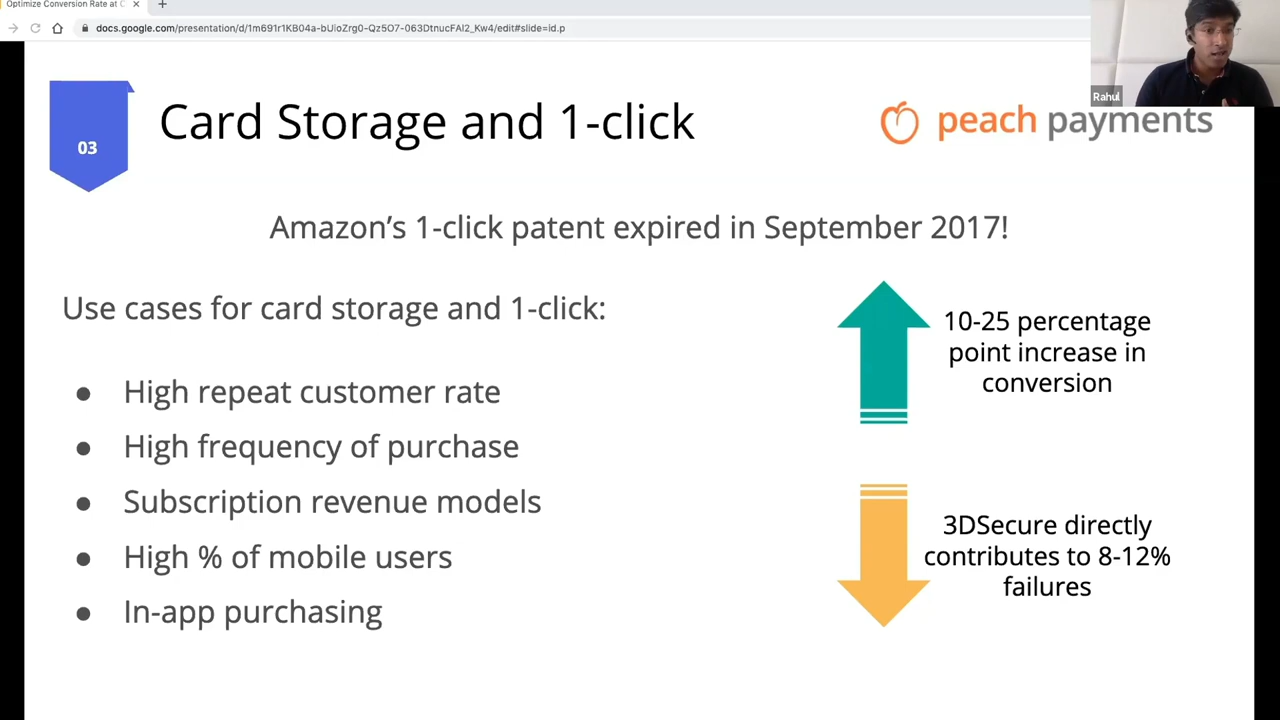 Optimize Conversion Rate at C
docs.google.com/presentation/d/1m691r1KB04a-bUioZrg0-Qz5O7-063DtnucFAI2_Kw4/edit#slide=id.p
Rahul
03
Card Storage and 1-click
peach payments
Amazon's 1-click patent expired in September 2017!
Use cases for card storage and 1-click:
● High repeat customer rate
● High frequency of purchase
● Subscription revenue models
● High % of mobile users
● In-app purchasing
10-25 percentage
point increase in
conversion
3DSecure directly
contributes to 8-12%
failures